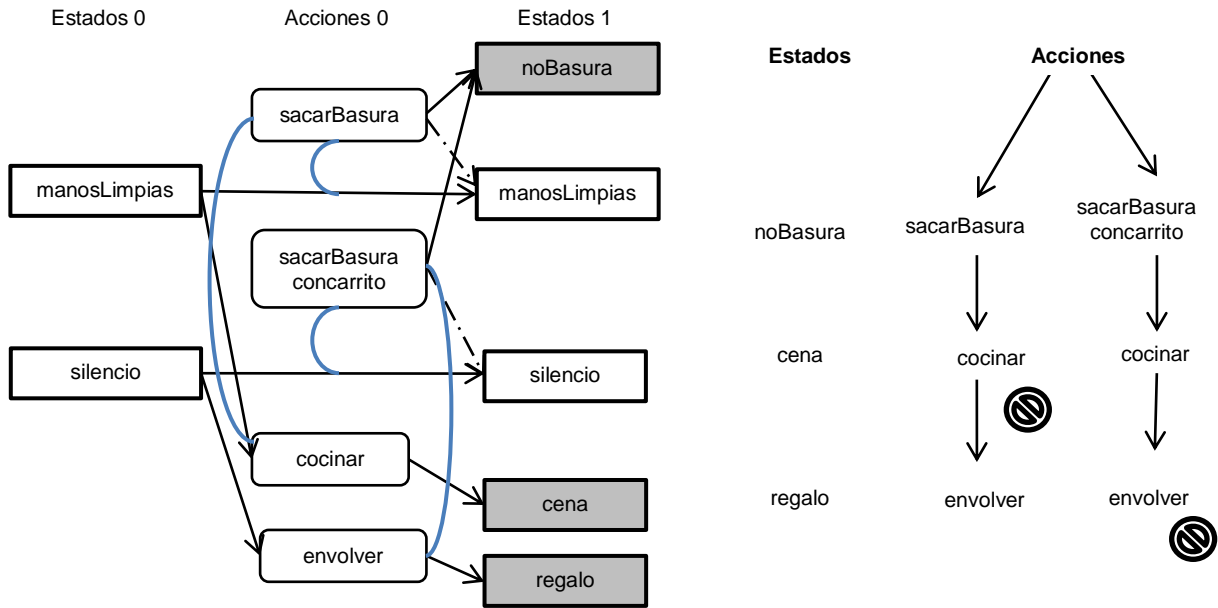 Estados 0
Acciones 0
Estados 1
noBasura
sacarBasura
manosLimpias
manosLimpias
sacarBasura
concarrito
silencio
silencio
cocinar
cena
envolver
regalo
Estados
Acciones
noBasura
sacarBasura
sacarBasura
concarrito
cena
cocinar
cocinar
regalo
envolver
envolver